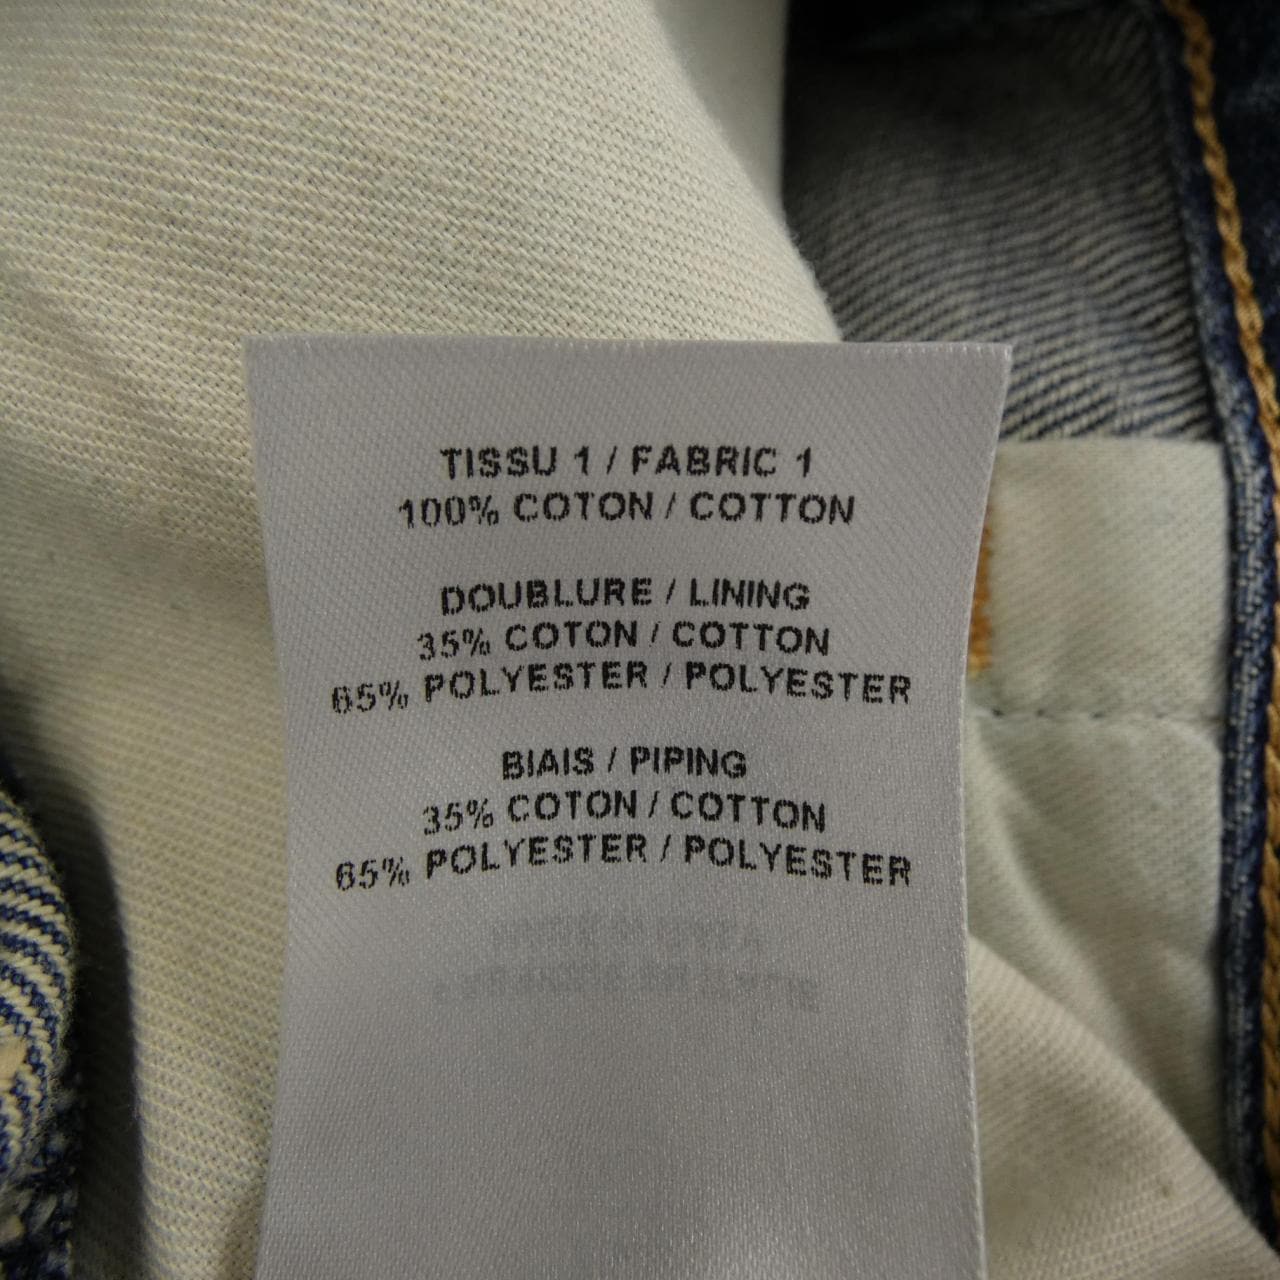 TISSU 1 / FABRIC 1
100% COTON / COTTON
DOUBLURE / LINING
35% COTON / COTTON
65% POLYESTER / POLYESTER
BIAIS / PIPING
35% COTON / COTTON
65% POLYESTER / POLYESTER